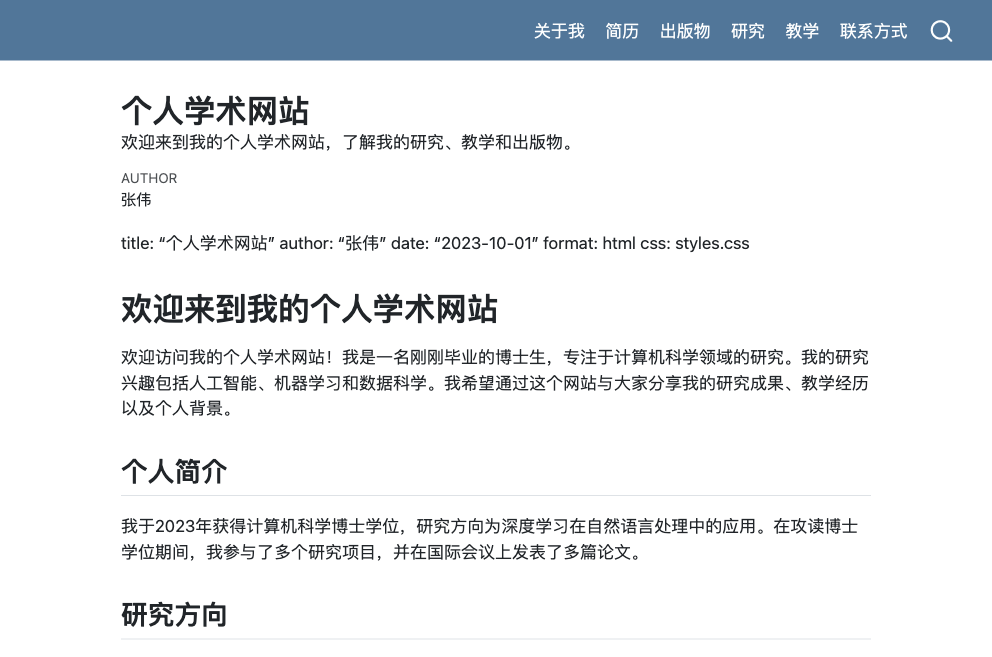 关于我 简历 出版物 研究 教学 联系方式
个人学术网站
欢迎来到我的个人学术网站，了解我的研究、教学和出版物。
AUTHOR
张伟
title: “个人学术网站” author: “张伟” date: “2023-10-01” format: html css: styles.css
欢迎来到我的个人学术网站
欢迎访问我的个人学术网站！我是一名刚刚毕业的博士生，专注于计算机科学领域的研究。我的研究
兴趣包括人工智能、机器学习和数据科学。我希望通过这个网站与大家分享我的研究成果、教学经历
以及个人背景。
个人简介
我于2023年获得计算机科学博士学位，研究方向为深度学习在自然语言处理中的应用。在攻读博士
学位期间，我参与了多个研究项目，并在国际会议上发表了多篇论文。
研究方向